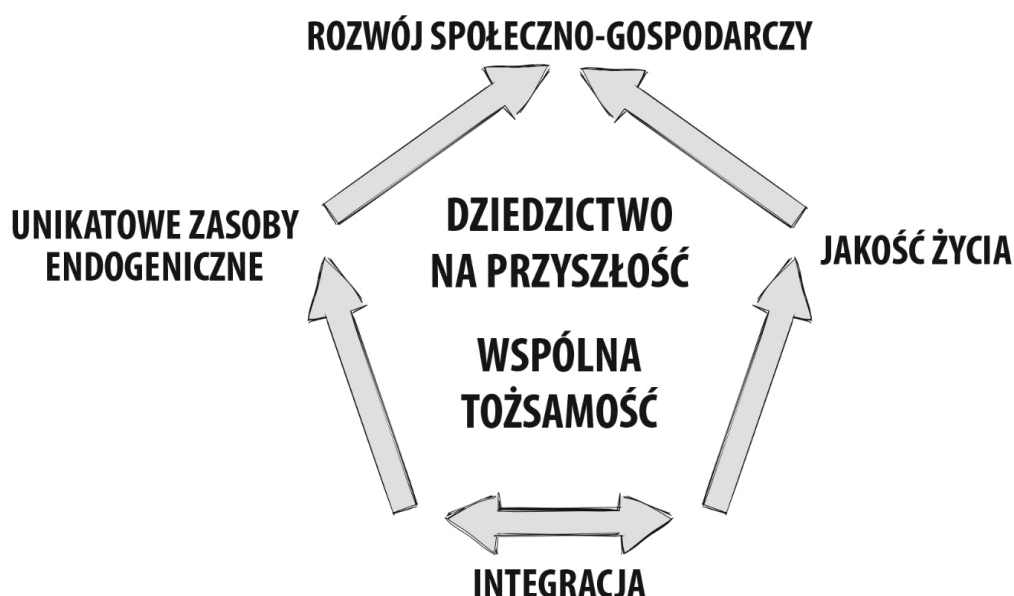 ROZWÓJ SPOŁECZNO-GOSPODARCZY
UNIKATOWE ZASOBY
ENDOGENICZNE
DZIEDZICTWO
NA PRZYSZŁOŚĆ
WSPÓLNA
TOŻSAMOŚĆ
JAKOŚĆ ŻYCIA
INTEGRACJA